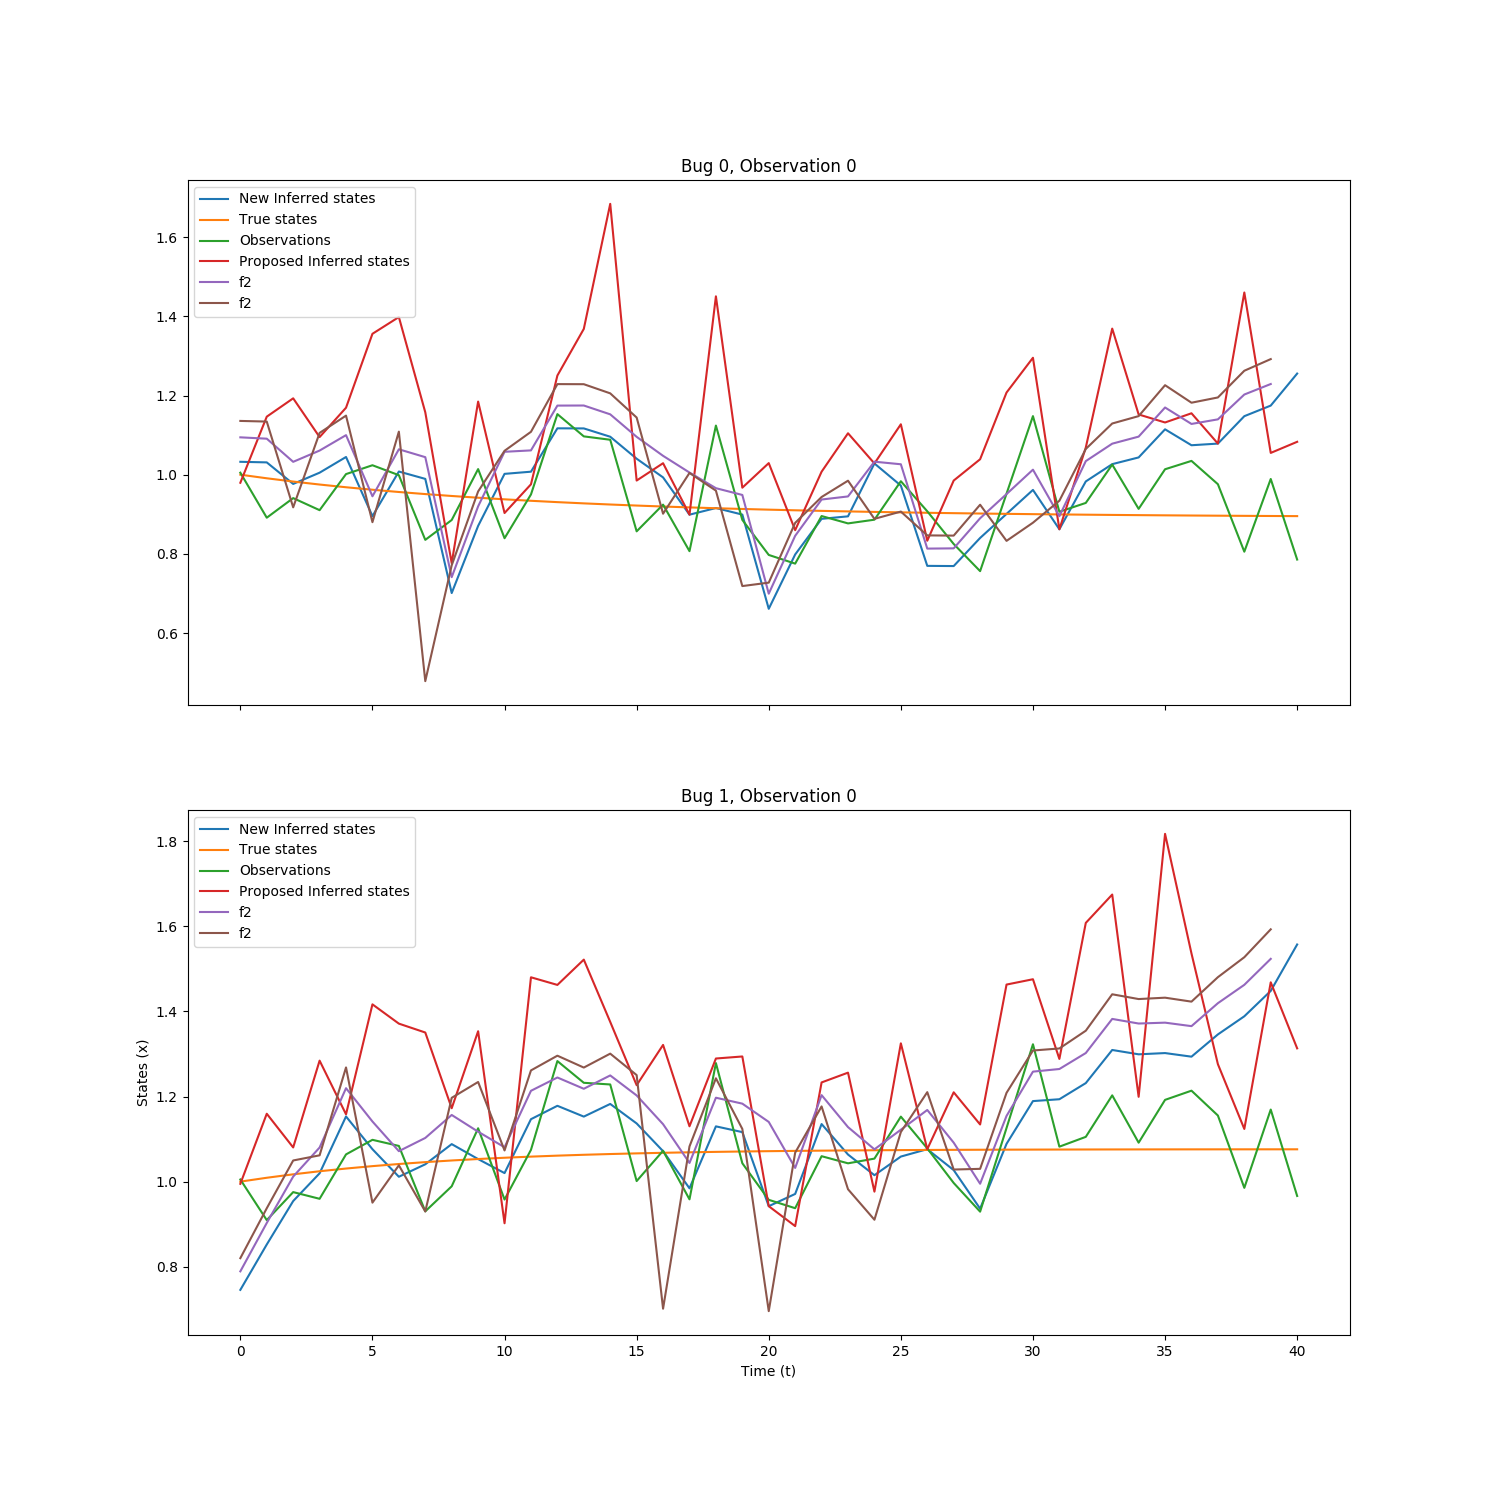 Bug 0, Observation 0
New Inferred states
True states
Observations
Proposed Inferred states
f2
f2
1.6
1.4
1.2
1.0
0.8
0.6
Bug 1, Observation 0
New Inferred states
True states
Observations
Proposed Inferred states
f2
f2
1.8
1.6
1.4
1.2
1.0
0.8
States (x)
0 5 10 15 20 25 30 35 40
Time (t)